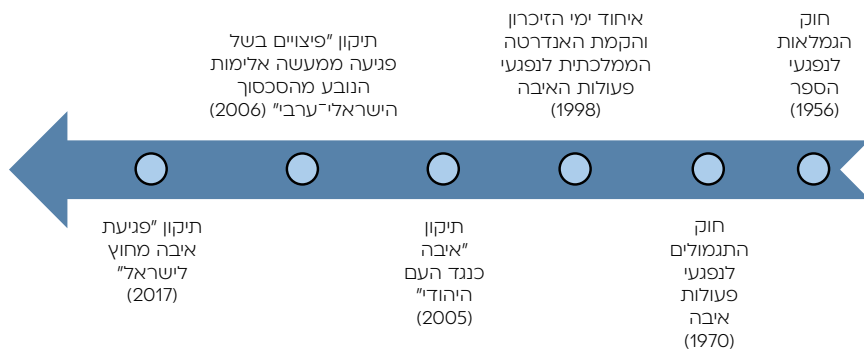 חוק
הגמלאות
לנפגעי
הספר
(1956)
חוק
התגמולים
לנפגעי
פעולות
איבה
(1970)
איחוד ימי הזיכרון
והקמת האנדרטה
הממלכתית לנפגעי
פעולות האיבה
(1998)
תיקון
"איבה
כנגד העם
היהודי"
(2005)
תיקון "פיצויים בשל
פגיעה ממעשה אלימות
הנובע מהסכסוך
הישראלי־ערבי" (2006)
תיקון "פגיעת
איבה מחוץ
לישראל"
(2017)